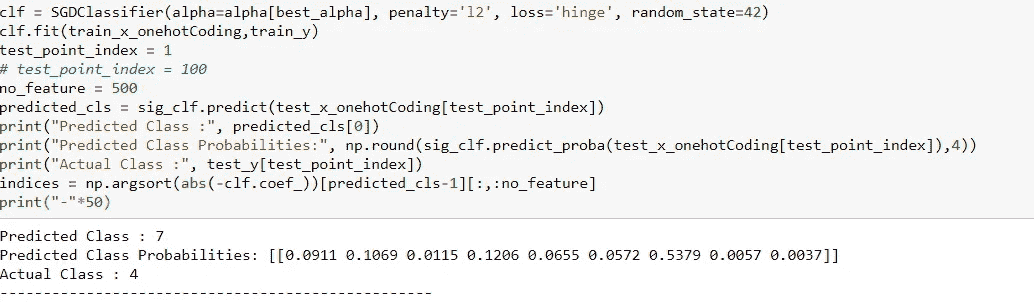 clf = SGDClassifier(alpha=alpha[best_alpha], penalty='l2', loss='hinge', random_state=42)
clf.fit(train_x_onehotCoding,train_y)
test_point_index = 1
# test_point_index = 100
no_feature = 500
predicted_cls = sig_clf.predict(test_x_onehotCoding[test_point_index])
print("Predicted Class :", predicted_cls[0])
print("Predicted Class Probabilities:", np.round(sig_clf.predict_proba(test_x_onehotCoding[test_point_index]),4))
print("Actual Class :", test_y[test_point_index])
indices = np.argsort(abs(-clf.coef_))[predicted_cls-1][:,:no_feature]
print("-"*50)
Predicted Class : 7
Predicted Class Probabilities: [[0.0911 0.1069 0.0115 0.1206 0.0655 0.0572 0.5379 0.0057 0.0037]]
Actual Class : 4
--------------------------------------------------